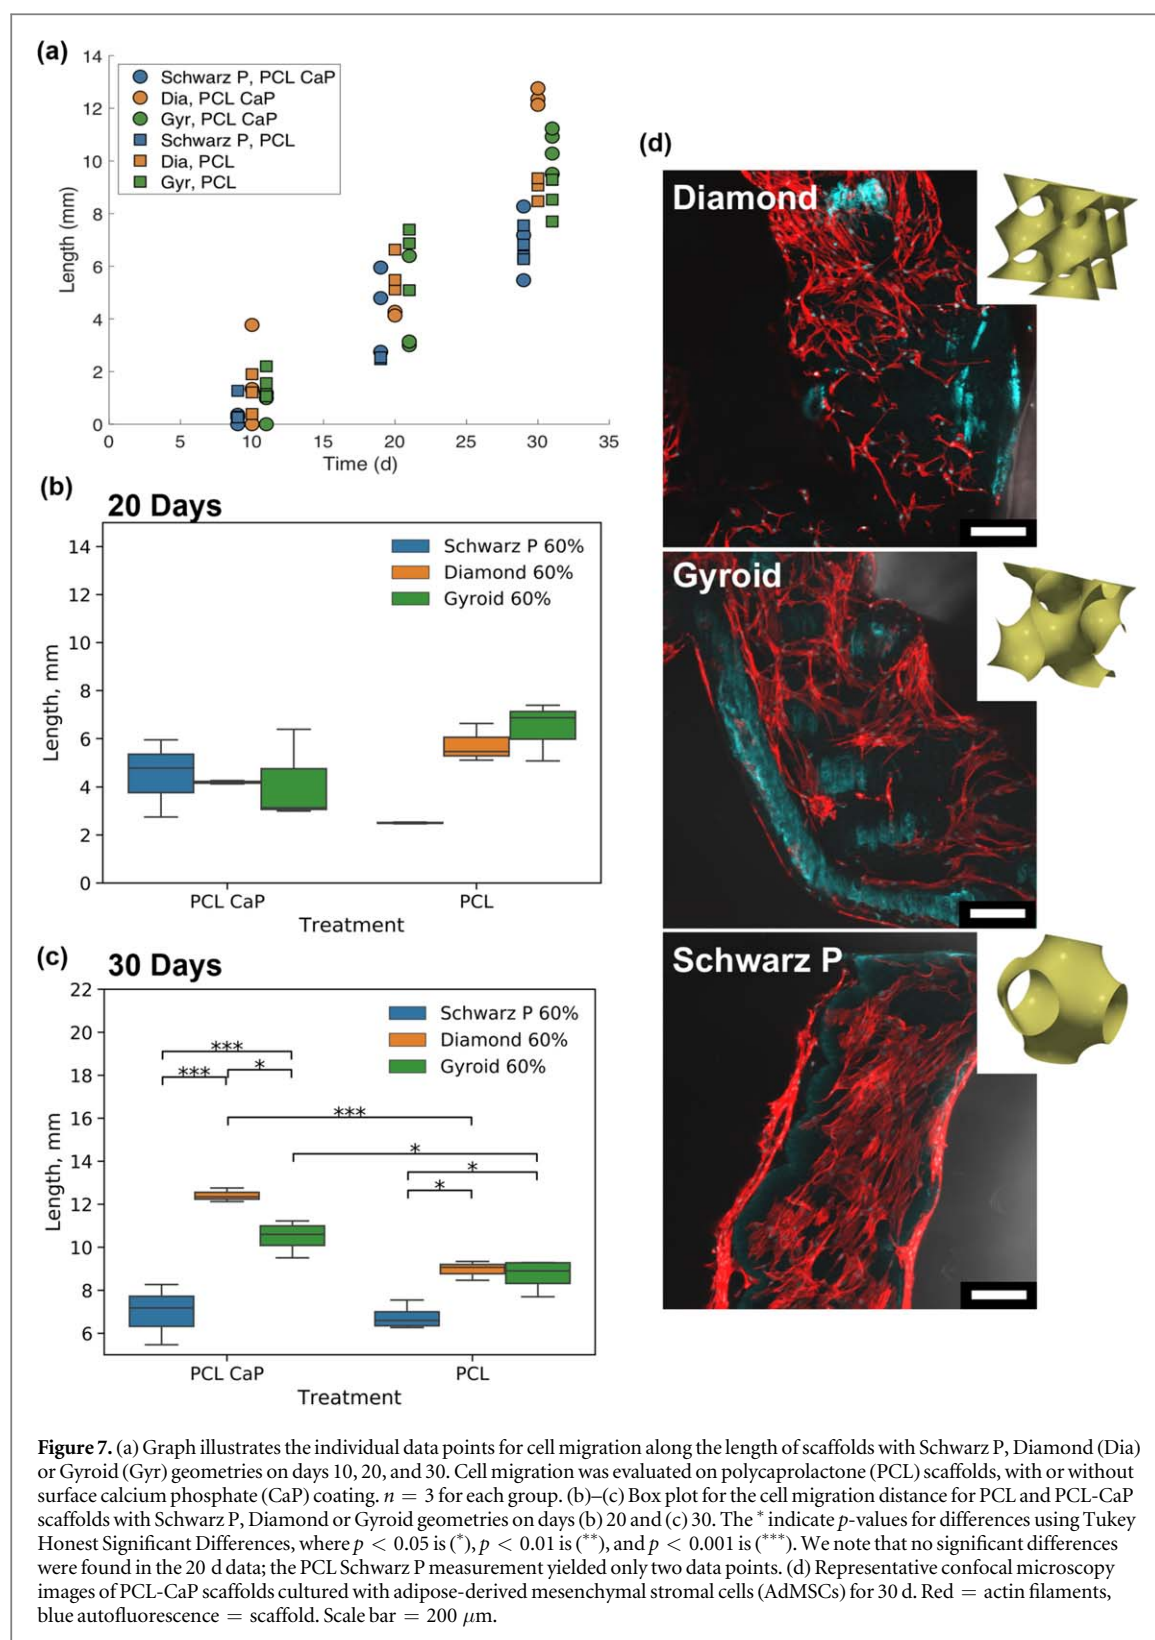 (a)
14
12
10
8
6
4
2
0
Length (mm)
Schwarz P, PCL CaP
Dia, PCL CaP
Gyr, PCL CaP
Schwarz P, PCL
Dia, PCL
Gyr, PCL
0 5 10 15 20 25 30 35
Time (d)
(b)
20 Days
14
12
10
8
6
4
2
0
Length, mm
Schwarz P 60%
Diamond 60%
Gyroid 60%
PCL CaP PCL
Treatment
(c)
30 Days
22
20
18
16
14
12
10
8
6
Length, mm
Schwarz P 60%
Diamond 60%
Gyroid 60%
***
*** *
***
*
*
*
PCL CaP PCL
Treatment
(d)
Diamond
Gyroid
Schwarz P
Figure 7. (a) Graph illustrates the individual data points for cell migration along the length of scaffolds with Schwarz P, Diamond (Dia)
or Gyroid (Gyr) geometries on days 10, 20, and 30. Cell migration was evaluated on polycaprolactone (PCL) scaffolds, with or without
surface calcium phosphate (CaP) coating. n = 3 for each group. (b)–(c) Box plot for the cell migration distance for PCL and PCL-CaP
scaffolds with Schwarz P, Diamond or Gyroid geometries on days (b) 20 and (c) 30. The * indicate p-values for differences using Tukey
Honest Significant Differences, where p < 0.05 is (*), p < 0.01 is (**), and p < 0.001 is (***). We note that no significant differences
were found in the 20 d data; the PCL Schwarz P measurement yielded only two data points. (d) Representative confocal microscopy
images of PCL-CaP scaffolds cultured with adipose-derived mesenchymal stromal cells (AdMSCs) for 30 d. Red = actin filaments,
blue autofluorescence = scaffold. Scale bar = 200 μm.